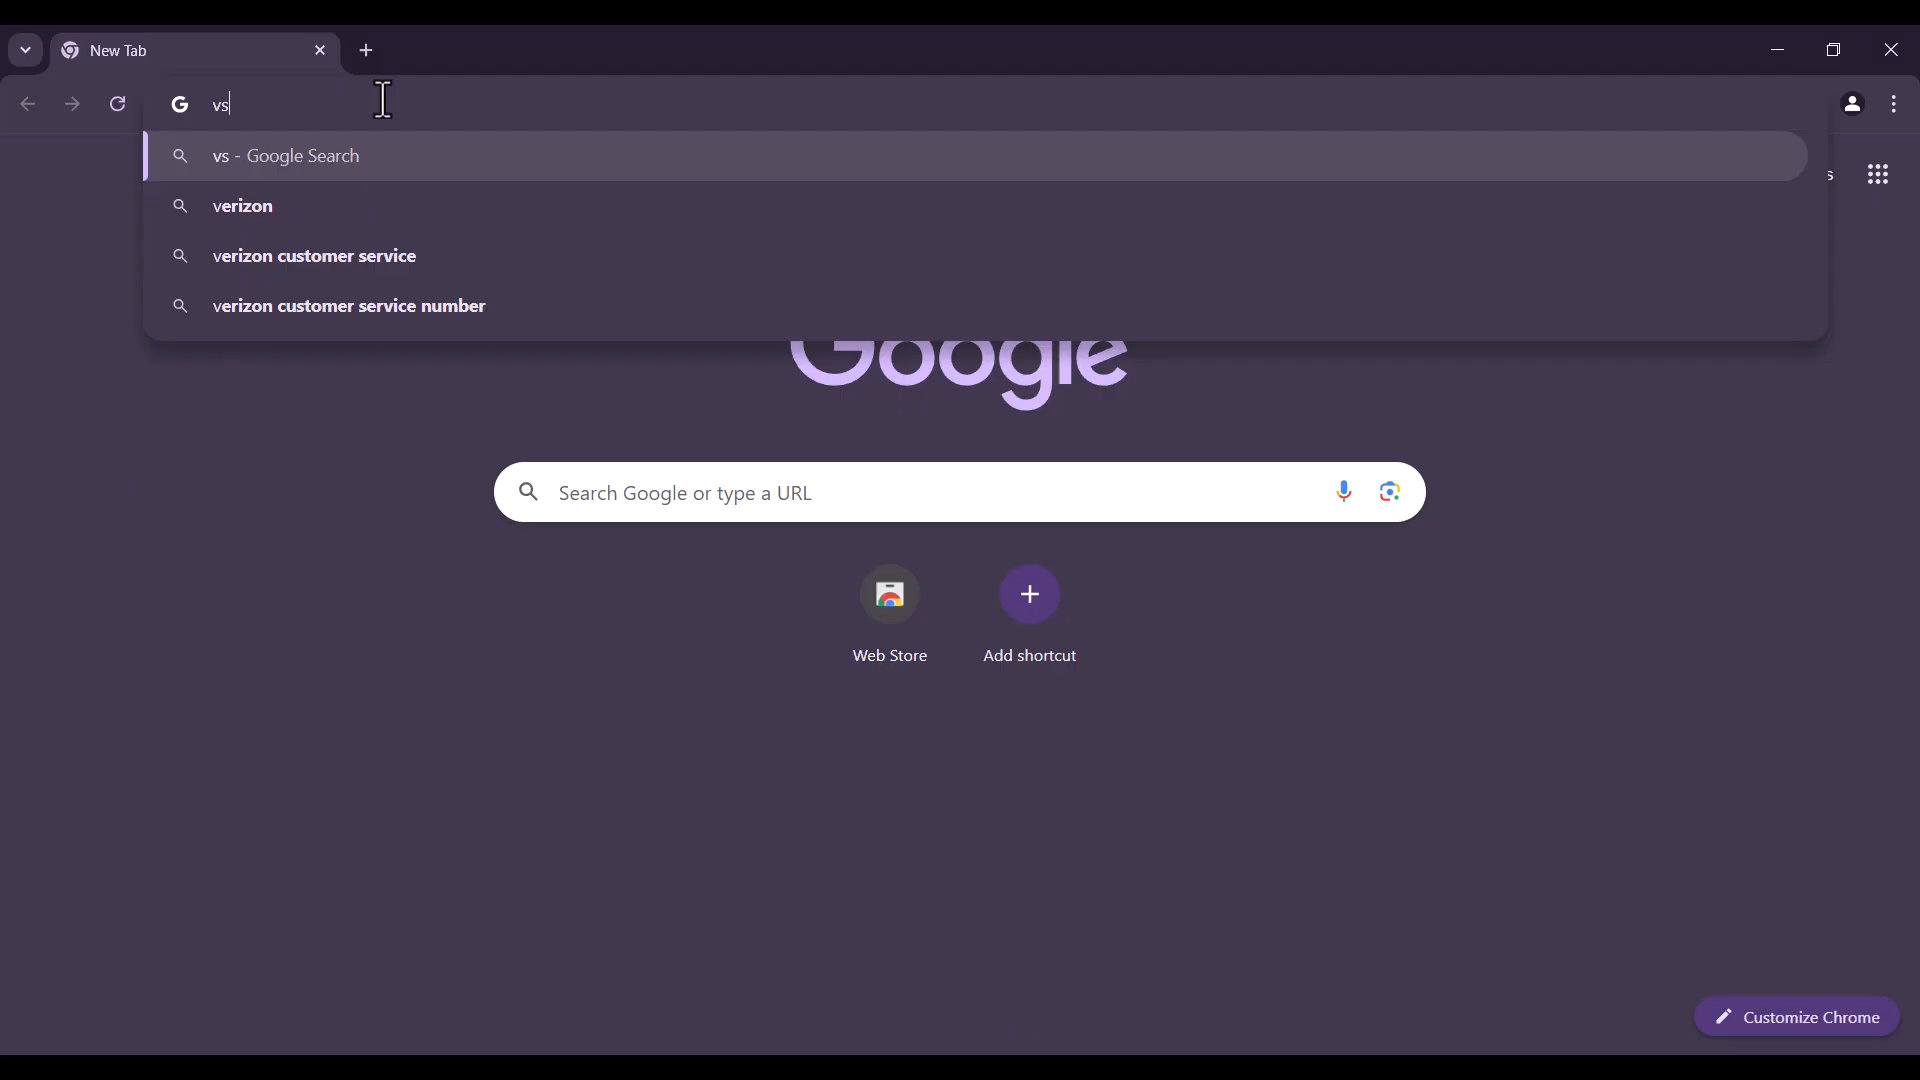 New Tab
vs
vs - Google Search
s
verizon
verizon customer service
verizon customer service number
Google
Search Google or type a URL
Web Store
Add shortcut
Customize Chrome